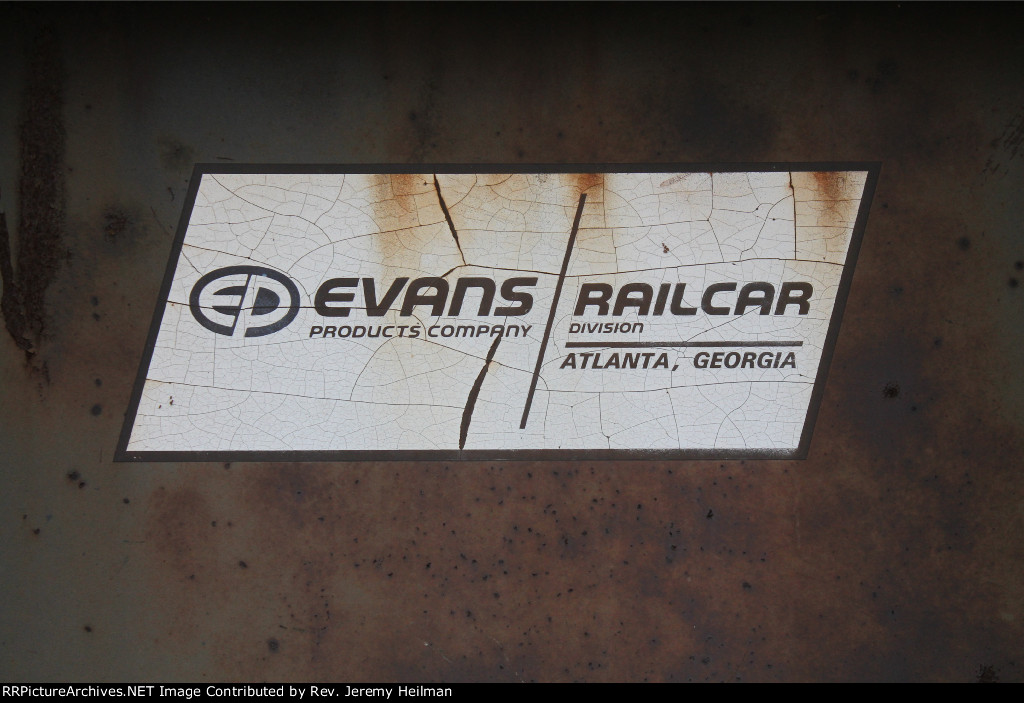 ED EVANS
PRODUCTS COMPANY
RAILCAR
DIVISION
ATLANTA, GEORGIA
RRPictureArchives.NET Image Contributed by Rev. Jeremy Heilman